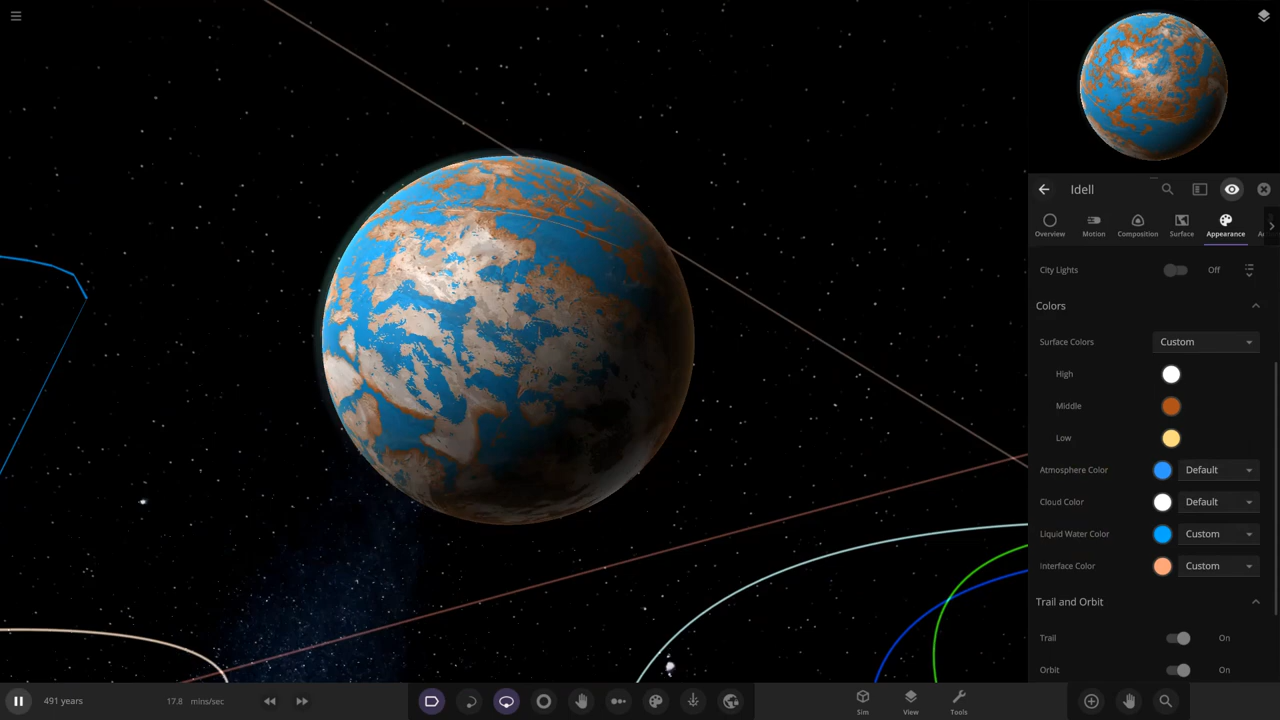 Idell
Overview
Motion
Composition
Surface
Appearance
City Lights
Off
Colors
Surface Colors
Custom
High
Middle
Low
Atmosphere Color
Default
Cloud Color
Default
Liquid Water Color
Custom
Interface Color
Custom
Trail and Orbit
Trail
On
Orbit
On
491 years
17.8 mins/sec
Sim
View
Tools